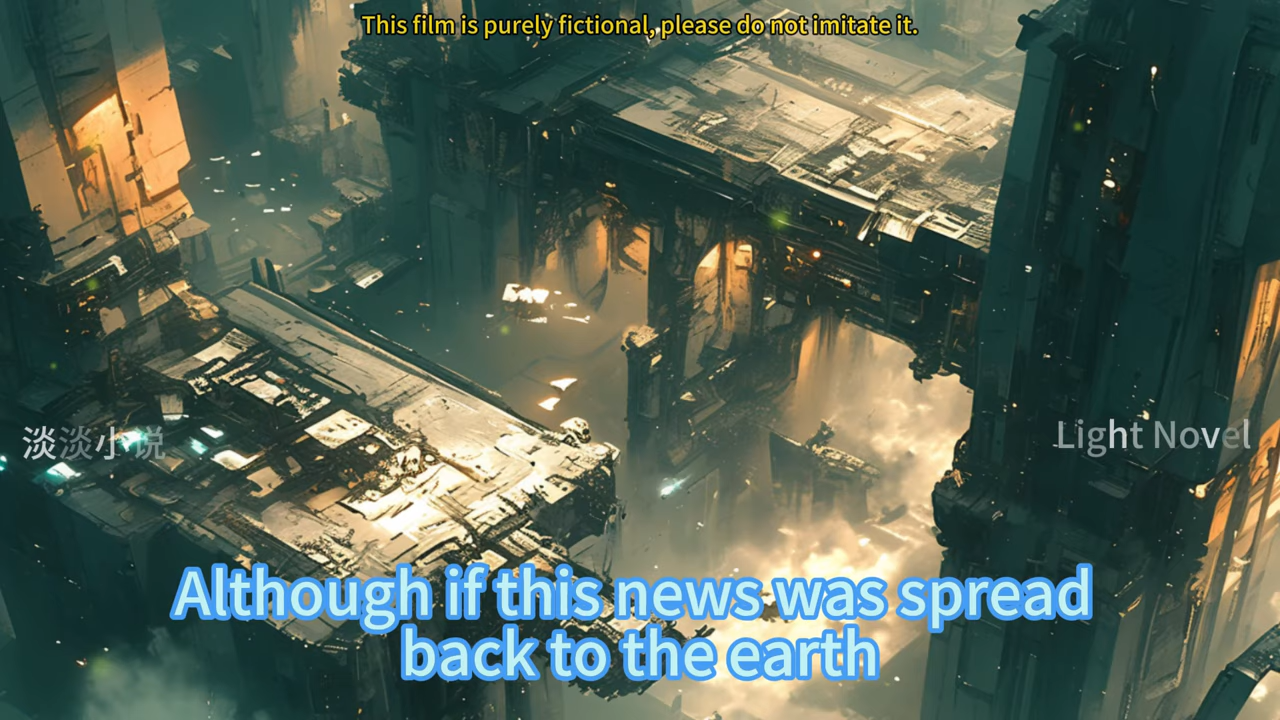 This film is purely fictional, please do not imitate it.
淡淡小说
Light Novel
Although if this news was spread
back to the earth